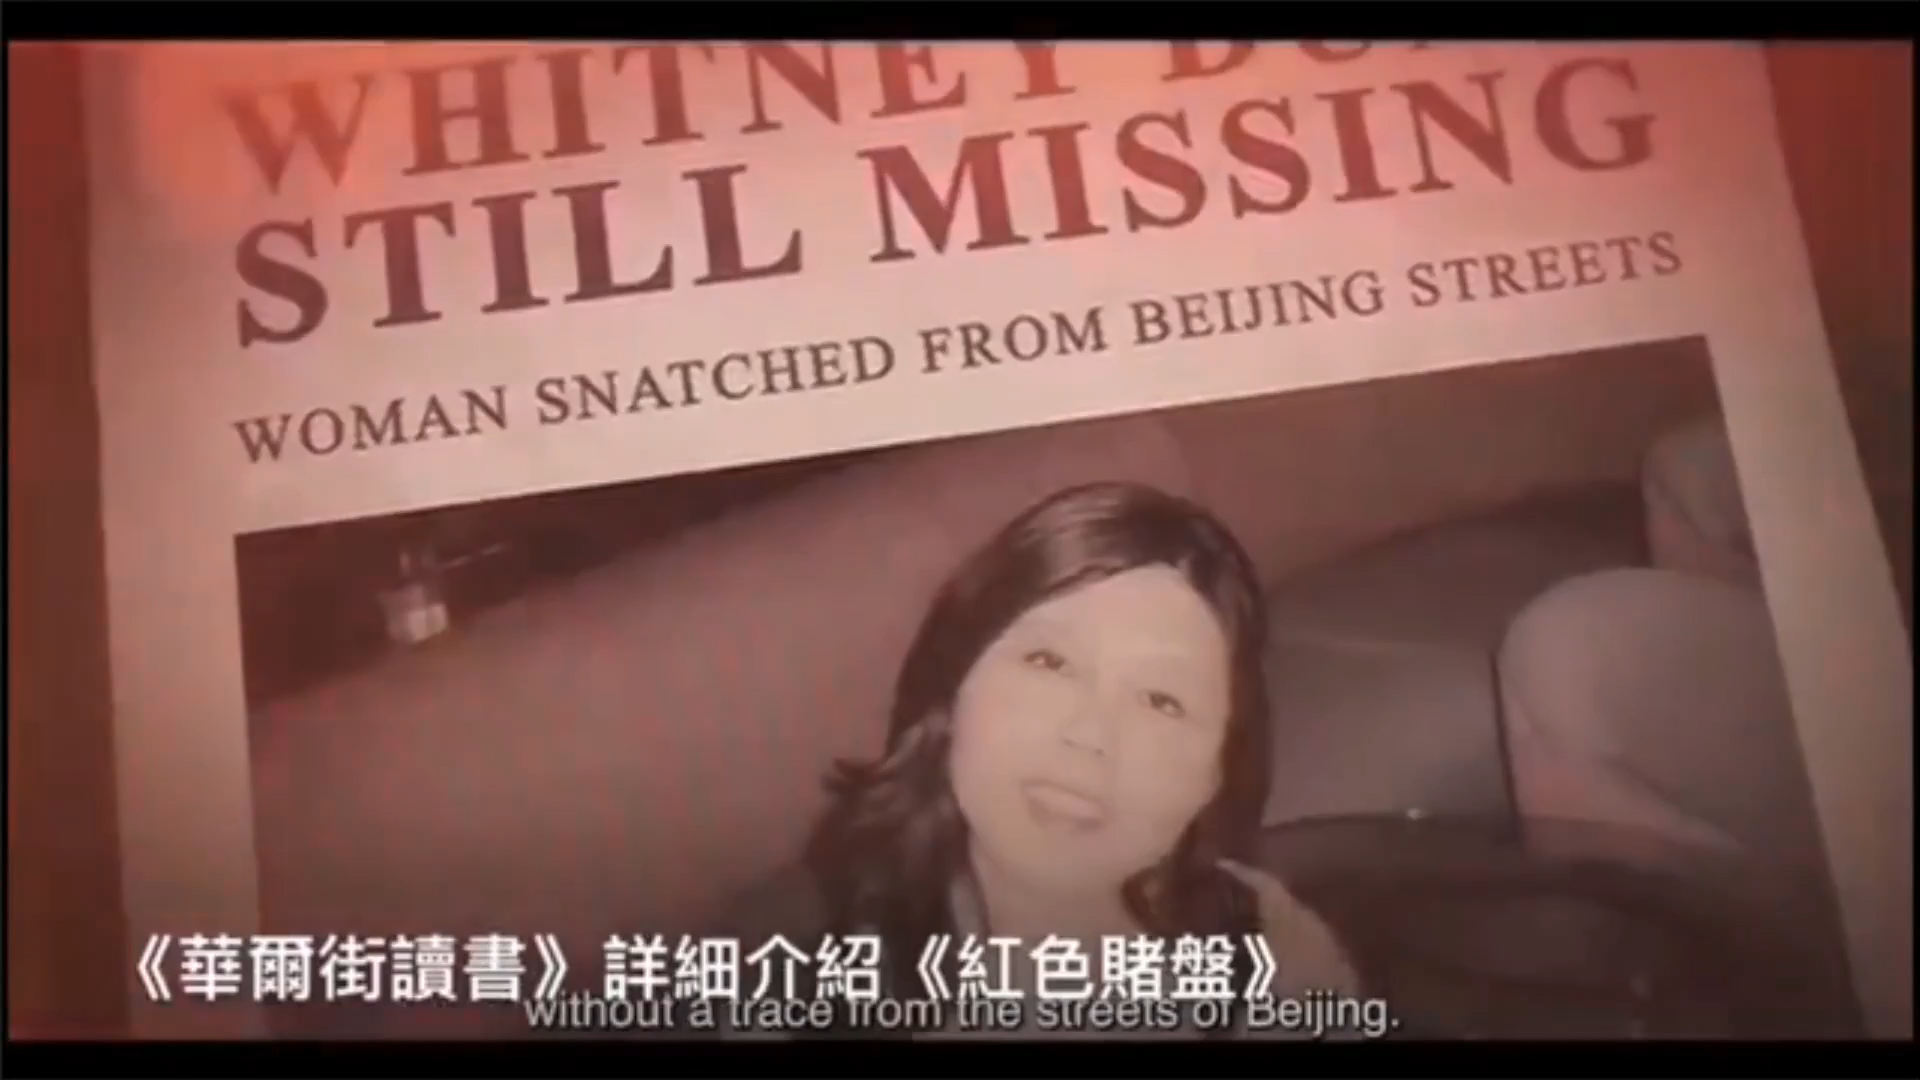 WHITNEY
STILL MISSING
WOMAN SNATCHED FROM BEIJING STREETS
《華爾街讀書》詳細介紹《紅色賭盤》
without a trace from the streets of Beijing.